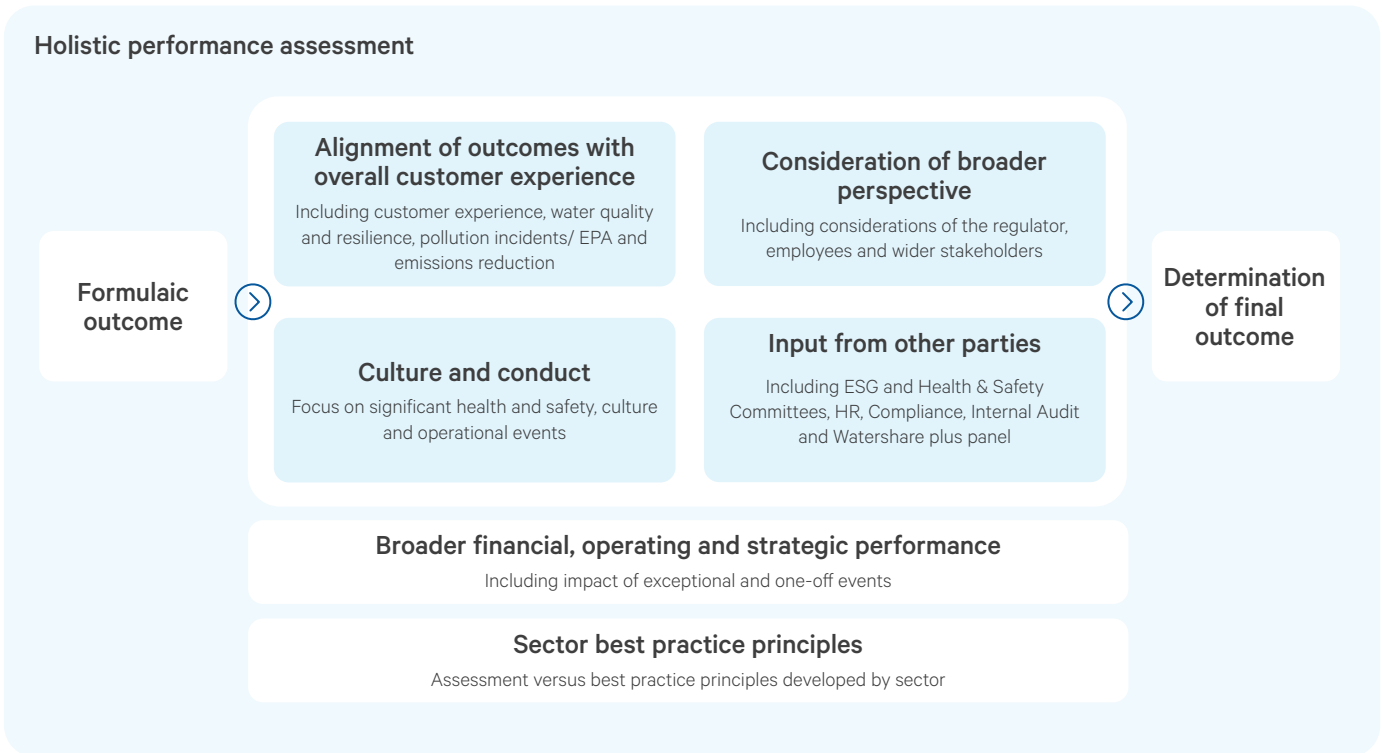 Holistic performance assessment
Formulaic
outcome
Alignment of outcomes with
overall customer experience
Including customer experience, water quality
and resilience, pollution incidents/ EPA and
emissions reduction
Consideration of broader
perspective
Including considerations of the regulator,
employees and wider stakeholders
Culture and conduct
Focus on significant health and safety, culture
and operational events
Input from other parties
Including ESG and Health & Safety
Committees, HR, Compliance, Internal Audit
and Watershare plus panel
Determination
of final
outcome
Broader financial, operating and strategic performance
Including impact of exceptional and one-off events
Sector best practice principles
Assessment versus best practice principles developed by sector